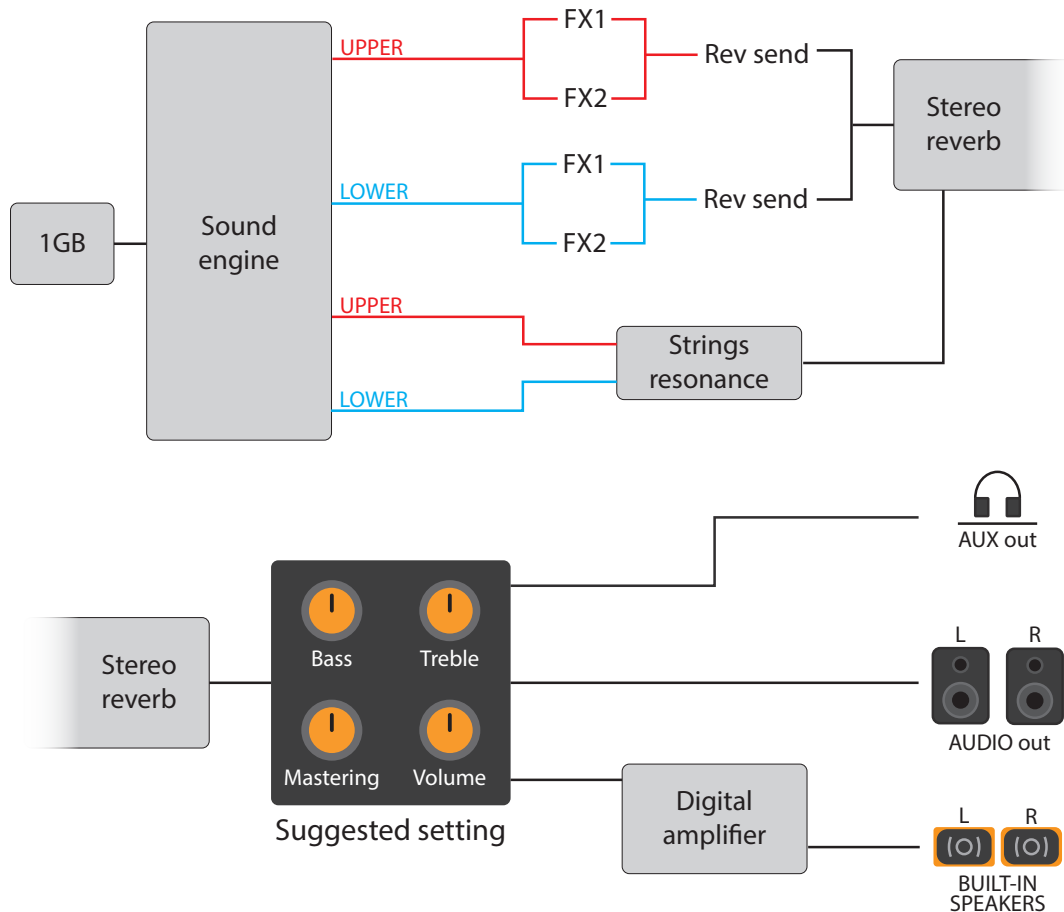 FX1
UPPER
Rev send
FX2
Stereo
reverb
FX1
LOWER
Rev send
FX2
1GB
Sound
engine
UPPER
Strings
resonance
LOWER
AUX out
Stereo
reverb
Bass
Treble
Mastering
Volume
Suggested setting
L
R
AUDIO out
Digital
amplifier
L
R
BUILT-IN
SPEAKERS